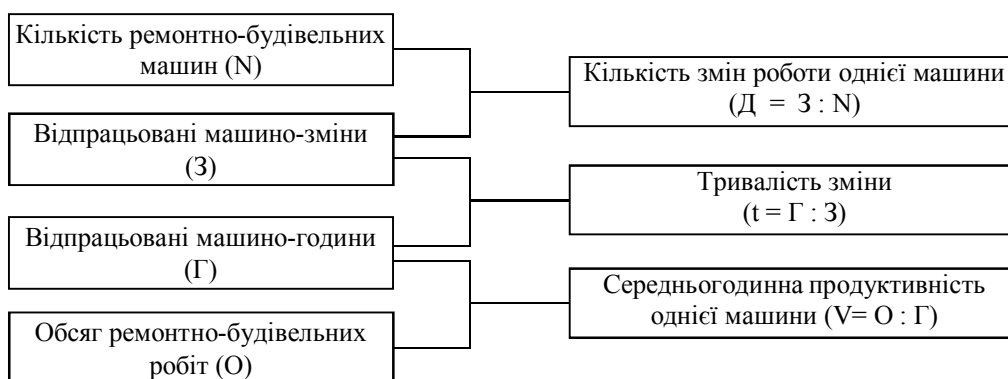 Кількість ремонтно-будівельних
машин (N)
Відпрацьовані машино-зміни
(З)
Відпрацьовані машино-години
(Г)
Обсяг ремонтно-будівельних
робіт (О)
Кількість змін роботи однієї машини
(Д = З : N)
Тривалість зміни
(t = Г : З)
Середньогодинна продуктивність
однієї машини (V= О : Г)